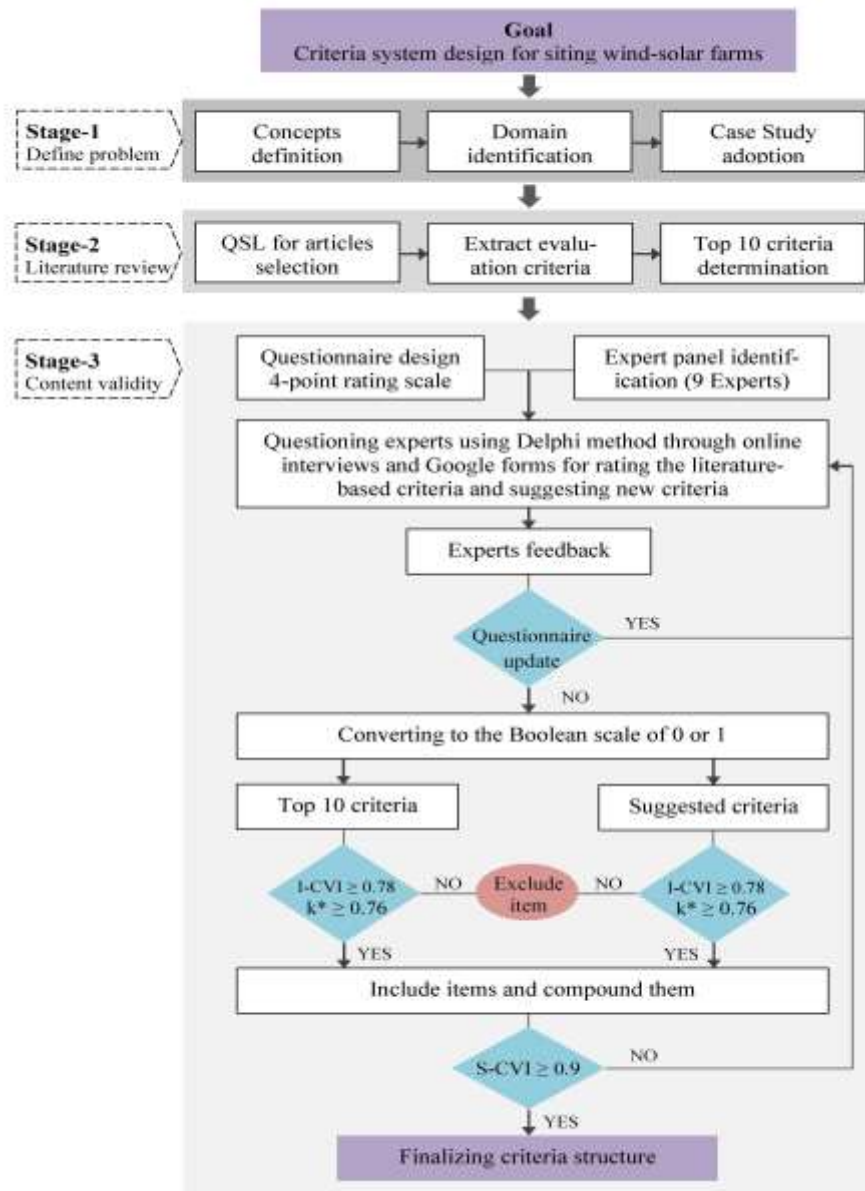 Goal
Criteria system design for siting wind-solar farms
Stage-1
Define problem
Concepts
definition
Domain
identification
Case Study
adoption
Stage-2
Literature review
QSL for articles
selection
Extract evalu-
ation criteria
Top 10 criteria
determination
Stage-3
Content validity
Questionnaire design
4-point rating scale
Expert panel identif-
ication (9 Experts)
Questioning experts using Delphi method through online
interviews and Google forms for rating the literature-
based criteria and suggesting new criteria
Experts feedback
Questionnaire
update
YES
NO
Converting to the Boolean scale of 0 or 1
Top 10 criteria
Suggested criteria
I-CVI ≥ 0.78
k* ≥ 0.76
NO
Exclude
item
NO
I-CVI ≥ 0.78
k* ≥ 0.76
YES
YES
Include items and compound them
S-CVI ≥ 0.9
NO
YES
Finalizing criteria structure